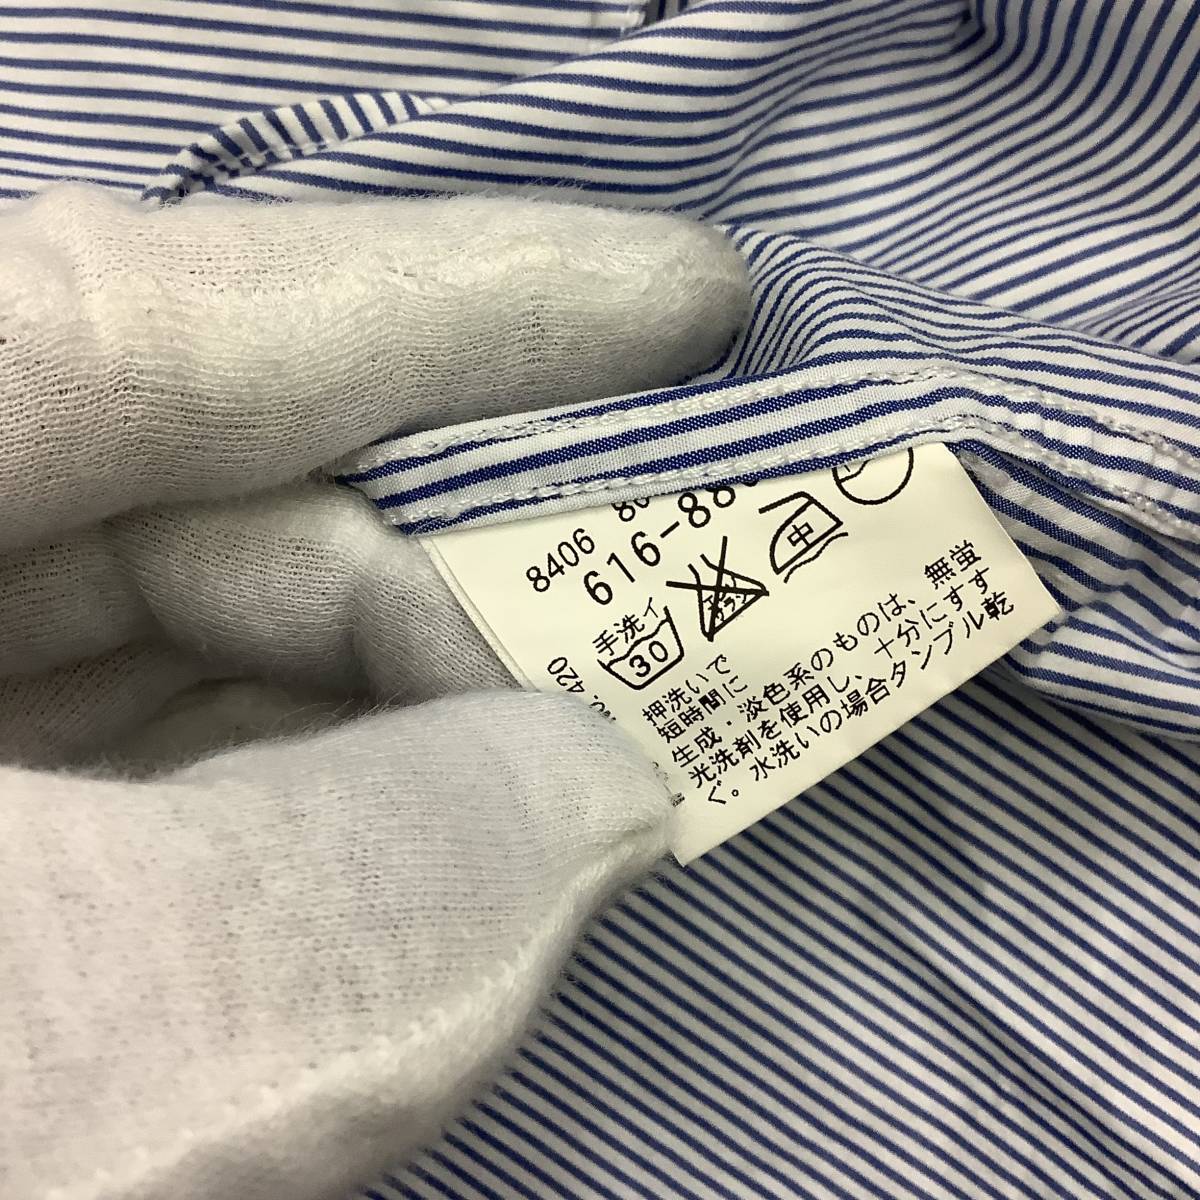 8406
616-88
手洗イ
30
中
押洗いで
短時間に
生成・淡色系のものは、無蛍
光洗剤を使用し、十分にすす
ぐ。水洗いの場合タンブル乾
420